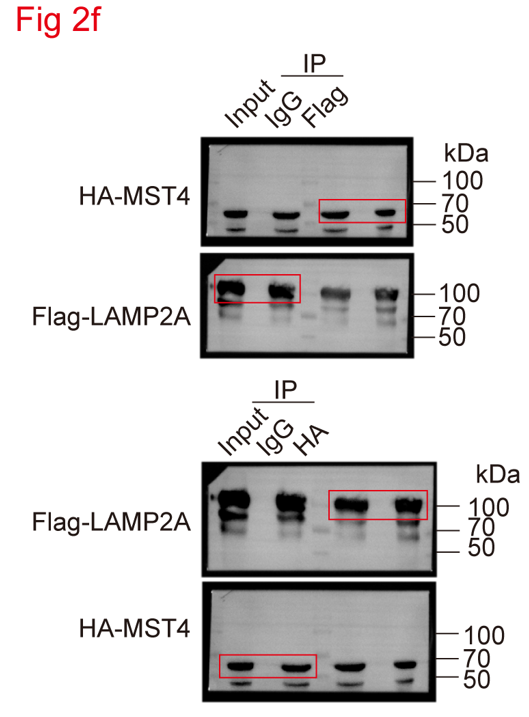 Fig 2f
IP
Input IgG Flag
kDa
HA-MST4
100
70
50
Flag-LAMP2A
100
70
50
IP
Input IgG HA
kDa
Flag-LAMP2A
100
70
50
HA-MST4
100
70
50